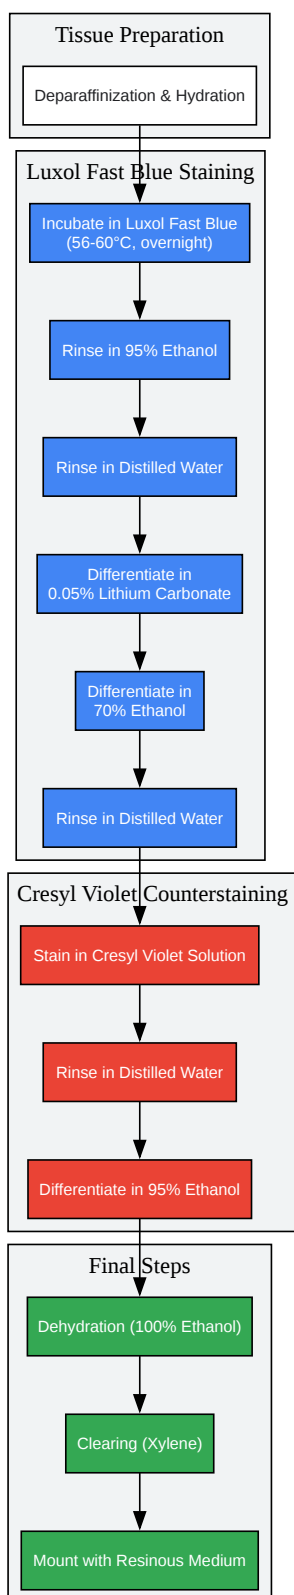 Tissue Preparation
Deparaffinization & Hydration
Luxol Fast Blue Staining
Incubate in Luxol Fast Blue
(56-60°C, overnight)
Rinse in 95% Ethanol
Rinse in Distilled Water
Differentiate in
0.05% Lithium Carbonate
Differentiate in
70% Ethanol
Rinse in Distilled Water
Cresyl Violet Counterstaining
Stain in Cresyl Violet Solution
Rinse in Distilled Water
Differentiate in 95% Ethanol
Final Steps
Dehydration (100% Ethanol)
Clearing (Xylene)
Mount with Resinous Medium